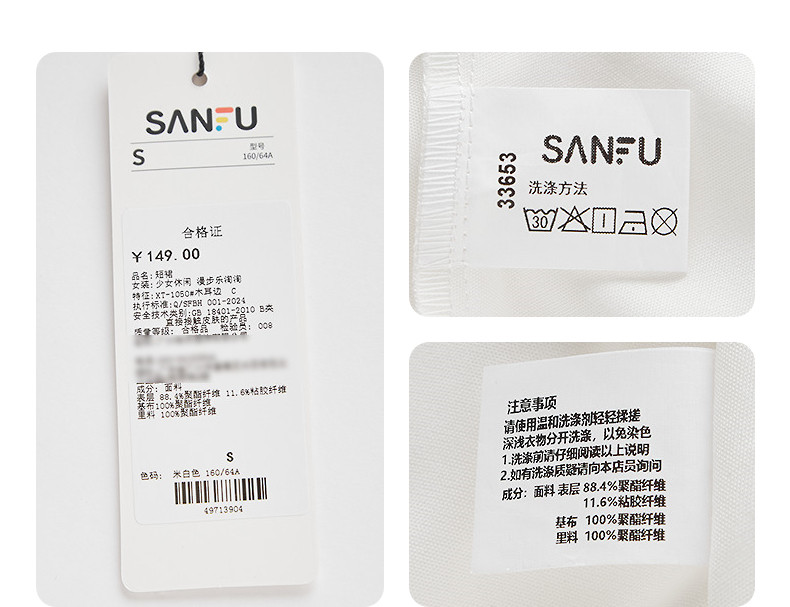 SANFU
S
型号
160/64A
合格证
￥149.00
品名:短裙
女装:少女休闲 漫步乐淘淘
特征:XT-1050#木耳边 C
执行标准:Q/SFBH 001-2024
安全技术类别:GB 18401-2010 B类
直接接触皮肤的产品
质量等级: 合格品 检验员: 008
成分: 面料
表层 88.4%聚酯纤维 11.6%粘胶纤维
基布100%聚酯纤维
里料 100%聚酯纤维
S
色码: 米白色 160/64A
49713904
SANFU
33653
洗涤方法
30
注意事项
请使用温和洗涤剂轻轻揉搓
深浅衣物分开洗涤，以免染色
1.洗涤前请仔细阅读以上说明
2.如有洗涤质疑请向本店员询问
成分：面料 表层 88.4%聚酯纤维
11.6%粘胶纤维
基布 100%聚酯纤维
里料 100%聚酯纤维